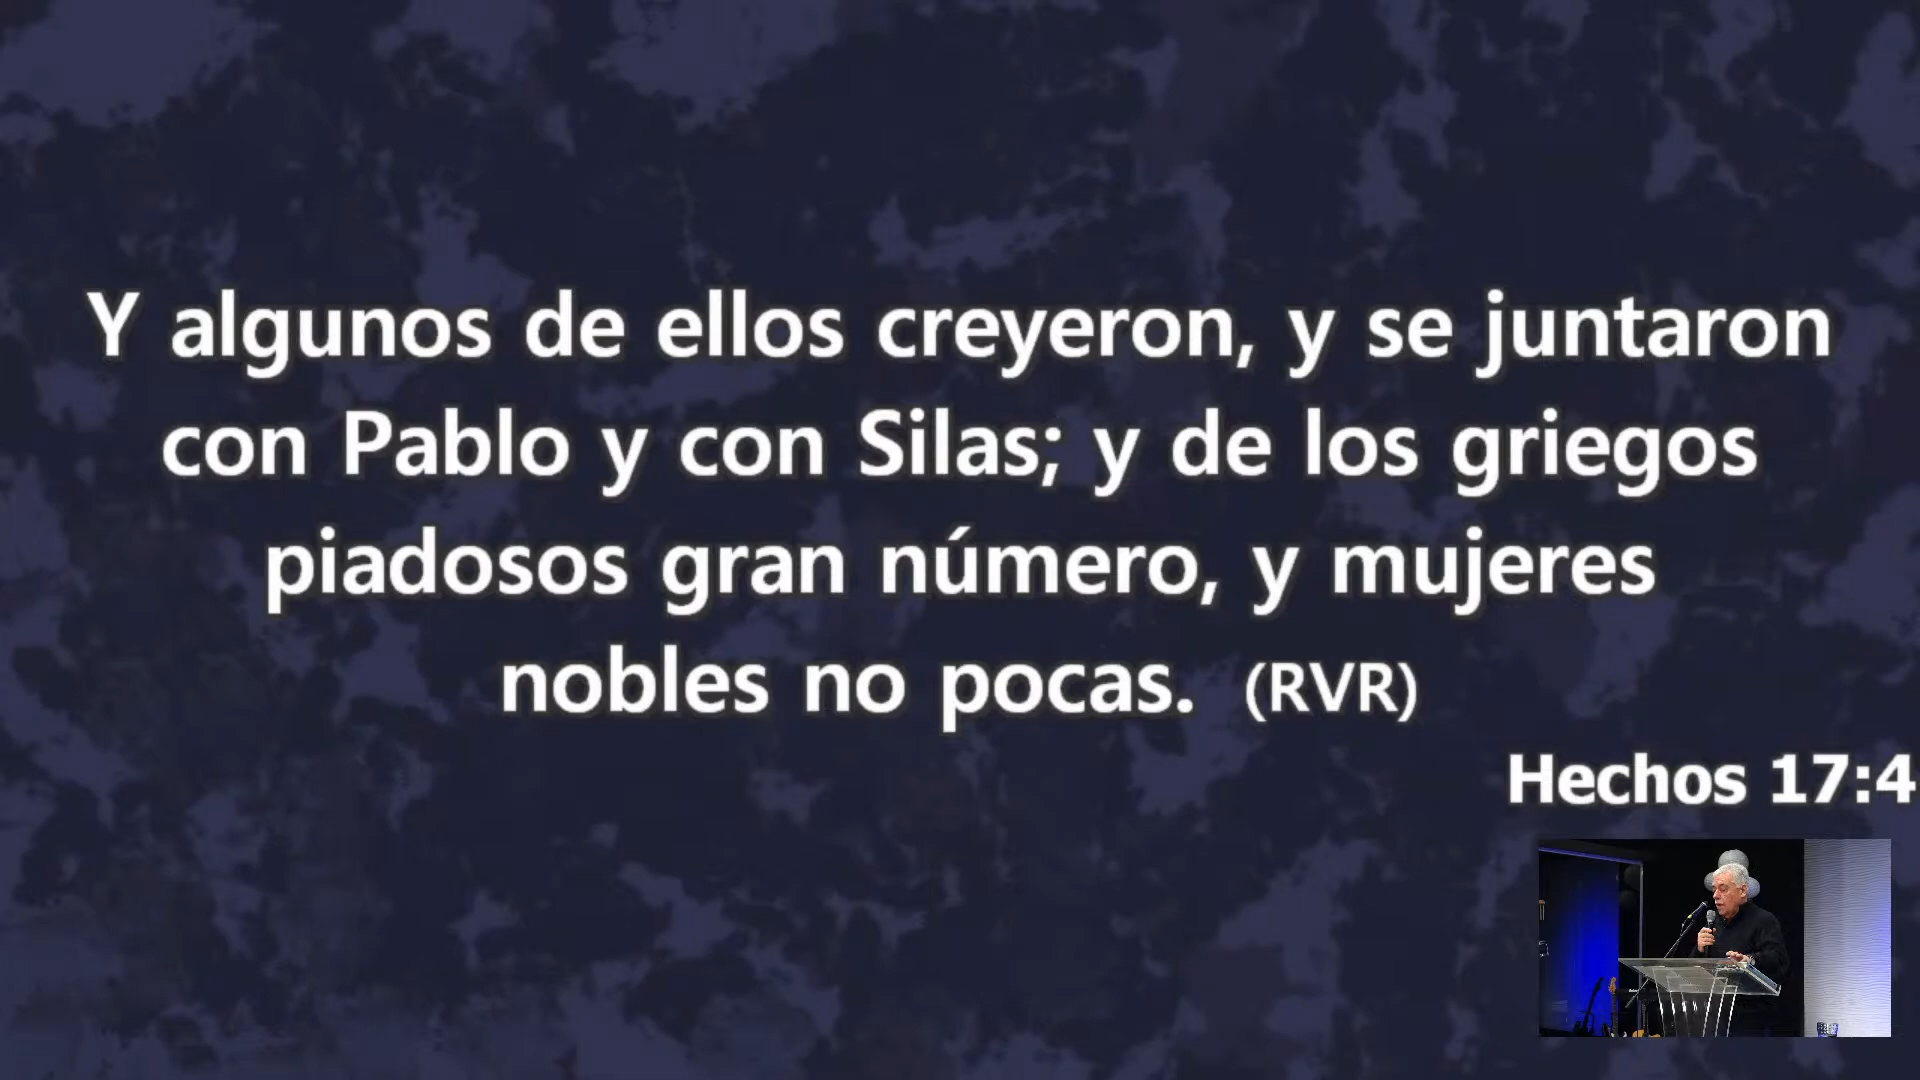 Y algunos de ellos creyeron, y se juntaron
con Pablo y con Silas; y de los griegos
piadosos gran número, y mujeres
nobles no pocas. (RVR)
Hechos 17:4